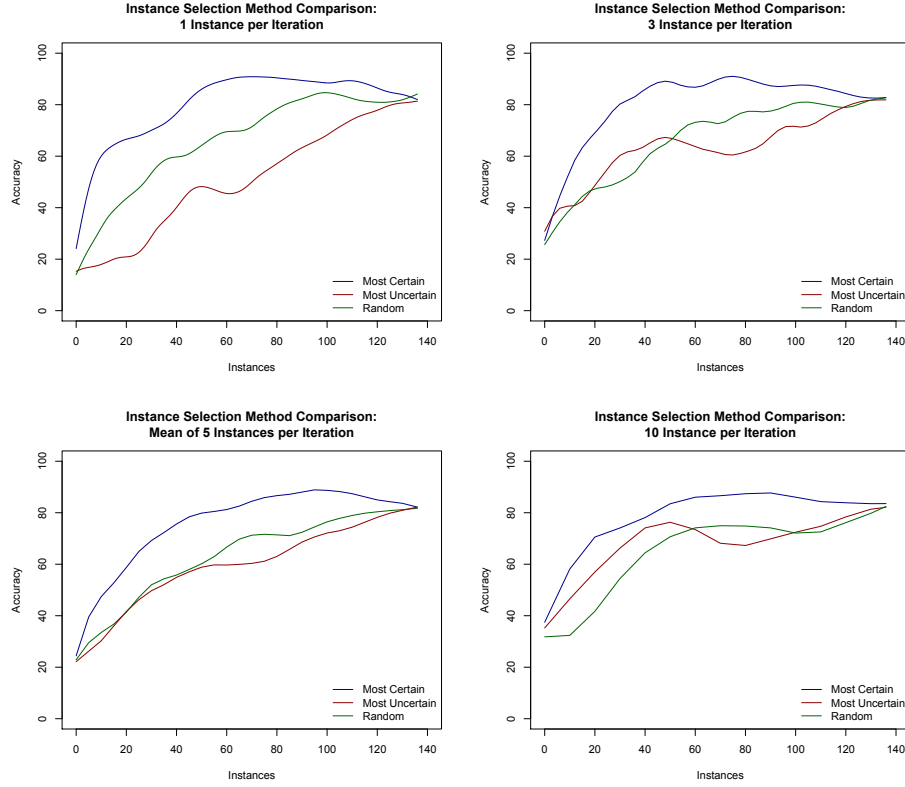 Instance Selection Method Comparison:
1 Instance per Iteration
Accuracy
0 20 40 60 80 100
Most Certain
Most Uncertain
Random
0 20 40 60 80 100 120 140
Instances
Instance Selection Method Comparison:
3 Instance per Iteration
Accuracy
0 20 40 60 80 100
Most Certain
Most Uncertain
Random
0 20 40 60 80 100 120 140
Instances
Instance Selection Method Comparison:
Mean of 5 Instances per Iteration
Accuracy
0 20 40 60 80 100
Most Certain
Most Uncertain
Random
0 20 40 60 80 100 120 140
Instances
Instance Selection Method Comparison:
10 Instance per Iteration
Accuracy
0 20 40 60 80 100
Most Certain
Most Uncertain
Random
0 20 40 60 80 100 120 140
Instances